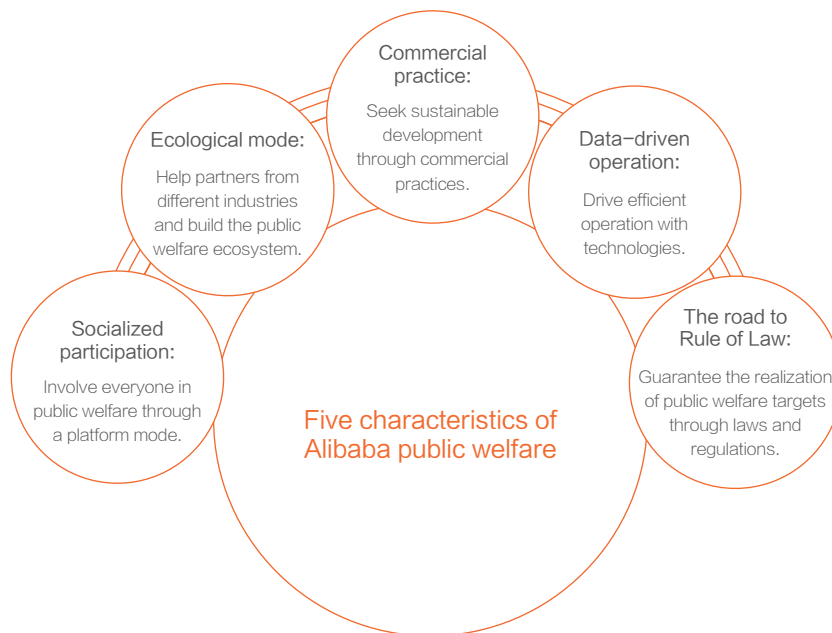 Commercial
practice:
Seek sustainable
development
through commercial
practices.
Ecological mode:
Help partners from
different industries
and build the public
welfare ecosystem.
Data-driven
operation:
Drive efficient
operation with
technologies.
Socialized
participation:
Involve everyone in
public welfare through
a platform mode.
The road to
Rule of Law:
Guarantee the realization
of public welfare targets
through laws and
regulations.
Five characteristics of
Alibaba public welfare